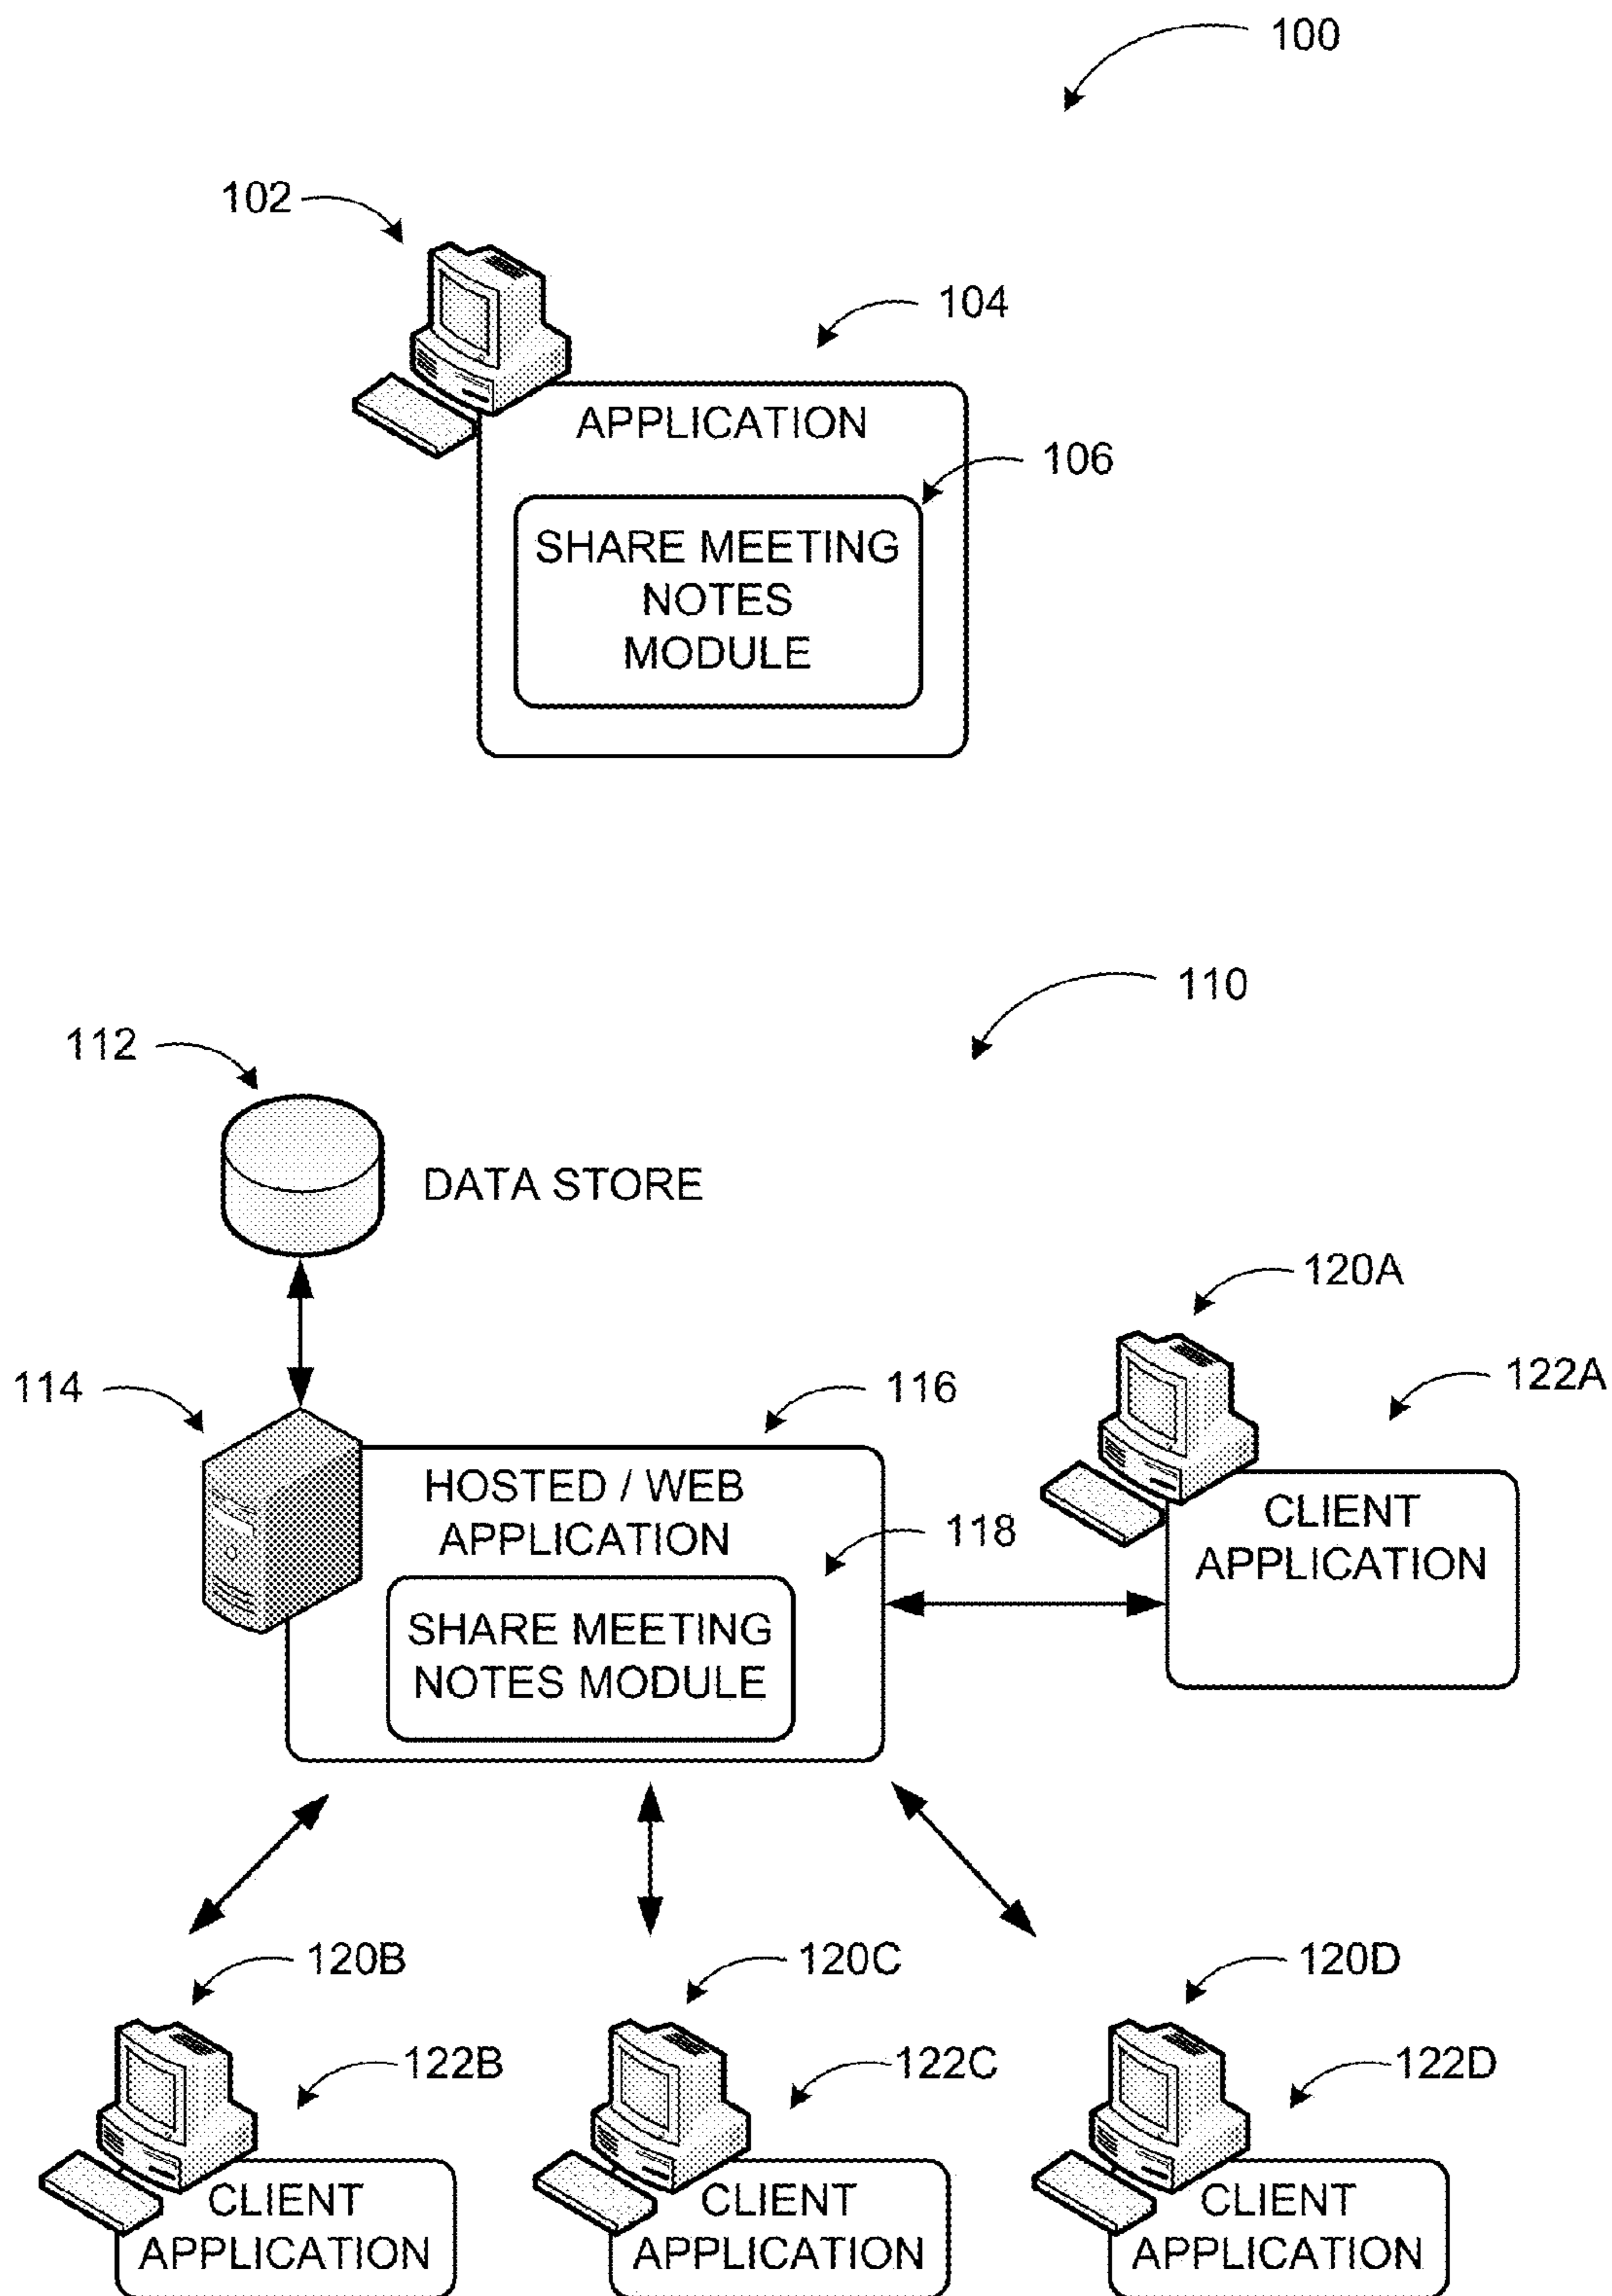 100
102
104
APPLICATION
106
SHARE MEETING
NOTES
MODULE
110
112
DATA STORE
120A
114
116
122A
HOSTED / WEB
APPLICATION
118
CLIENT
APPLICATION
SHARE MEETING
NOTES MODULE
120B
120C
120D
122B
122C
122D
CLIENT
APPLICATION
CLIENT
APPLICATION
CLIENT
APPLICATION